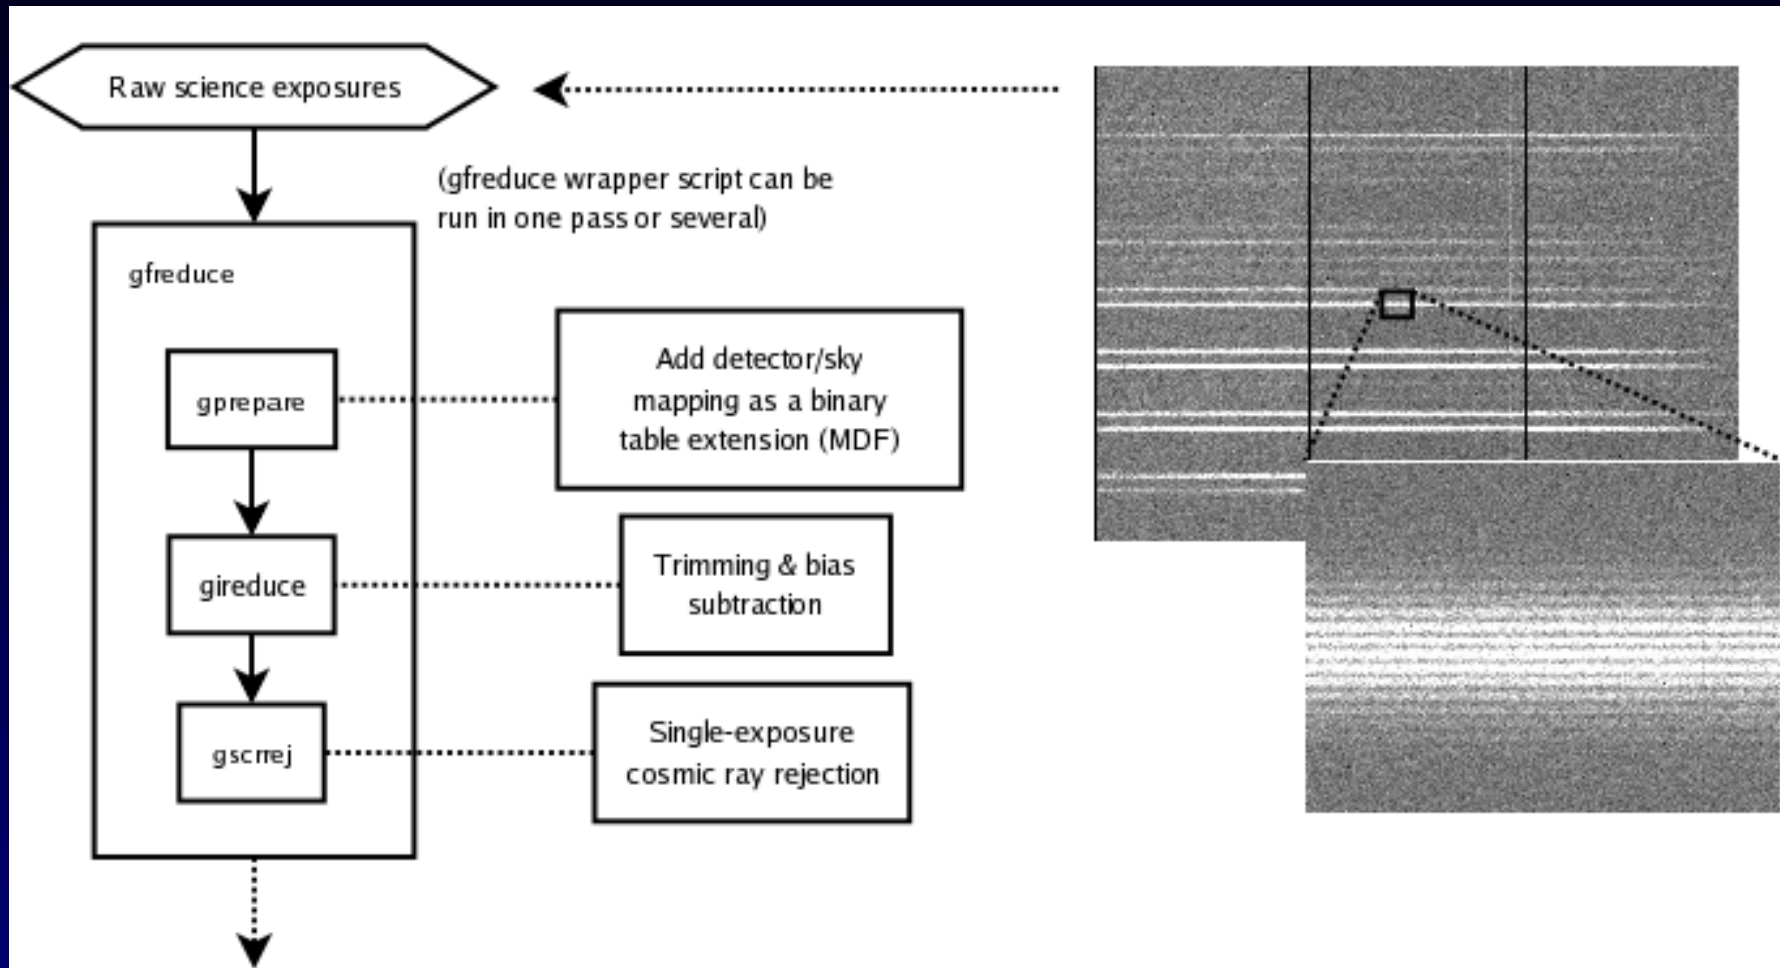 Raw science exposures
(gfreduce wrapper script can be
run in one pass or several)
gfreduce
gprepare
Add detector/sky
mapping as a binary
table extension (MDF)
gireduce
Trimming & bias
subtraction
gscrrej
Single-exposure
cosmic ray rejection